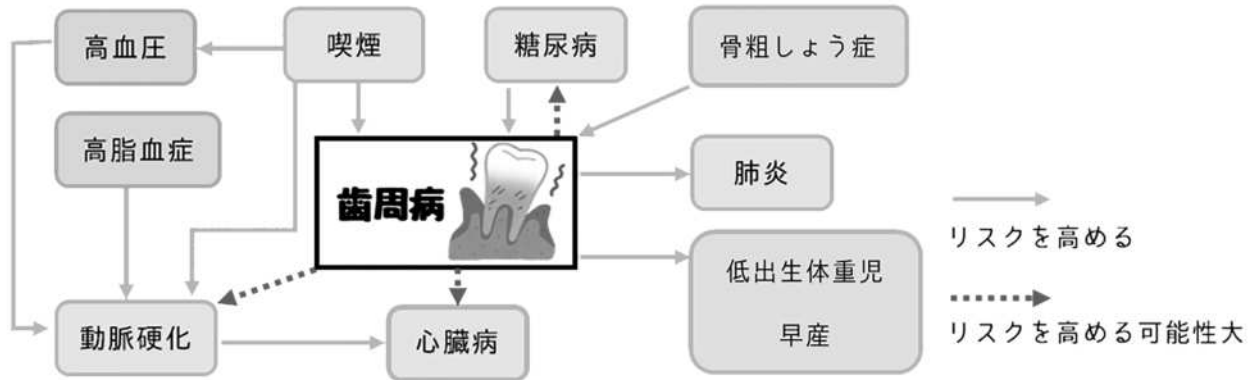 高血圧
喫煙
糖尿病
骨粗しょう症
高脂血症
歯周病
肺炎
リスクを高める
低出生体重児
早産
リスクを高める可能性大
動脈硬化
心臓病